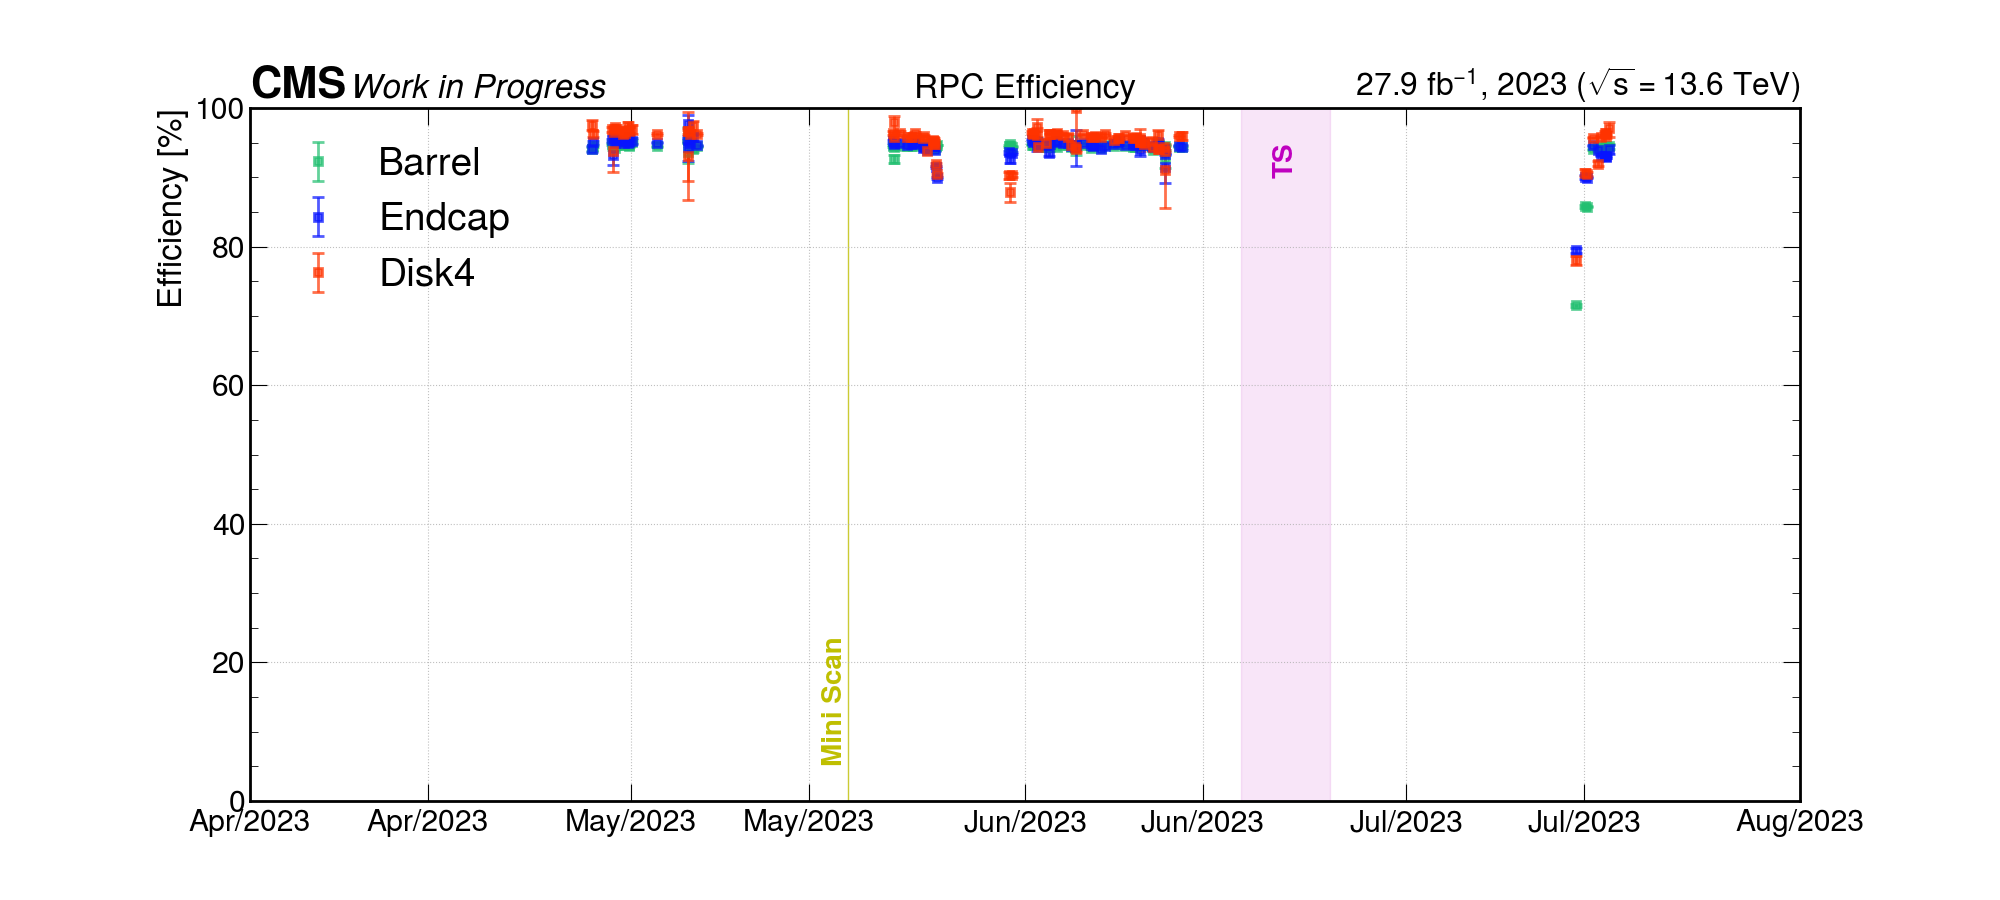 CMS Work in Progress RPC Efficiency 27.9 fb⁻¹, 2023 (√s = 13.6 TeV)
Efficiency [%]
100
80
60
40
20
0
Barrel
Endcap
Disk4
Mini Scan
TS
Apr/2023 Apr/2023 May/2023 May/2023 Jun/2023 Jun/2023 Jul/2023 Jul/2023 Aug/2023